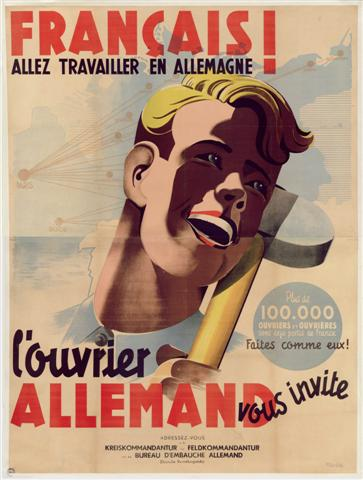 FRANÇAIS!
ALLEZ TRAVAILLER EN ALLEMAGNE!
PARIS
Plus de
100.000
OUVRIERS ET OUVRIÈRES
sont déjà partis de France
Faites comme eux!
l'ouvrier
ALLEMAND vous invite
ADRESSEZ-VOUS
KREISKOMMANDANTUR FELDKOMMANDANTUR
BUREAU D'EMBAUCHE ALLEMAND